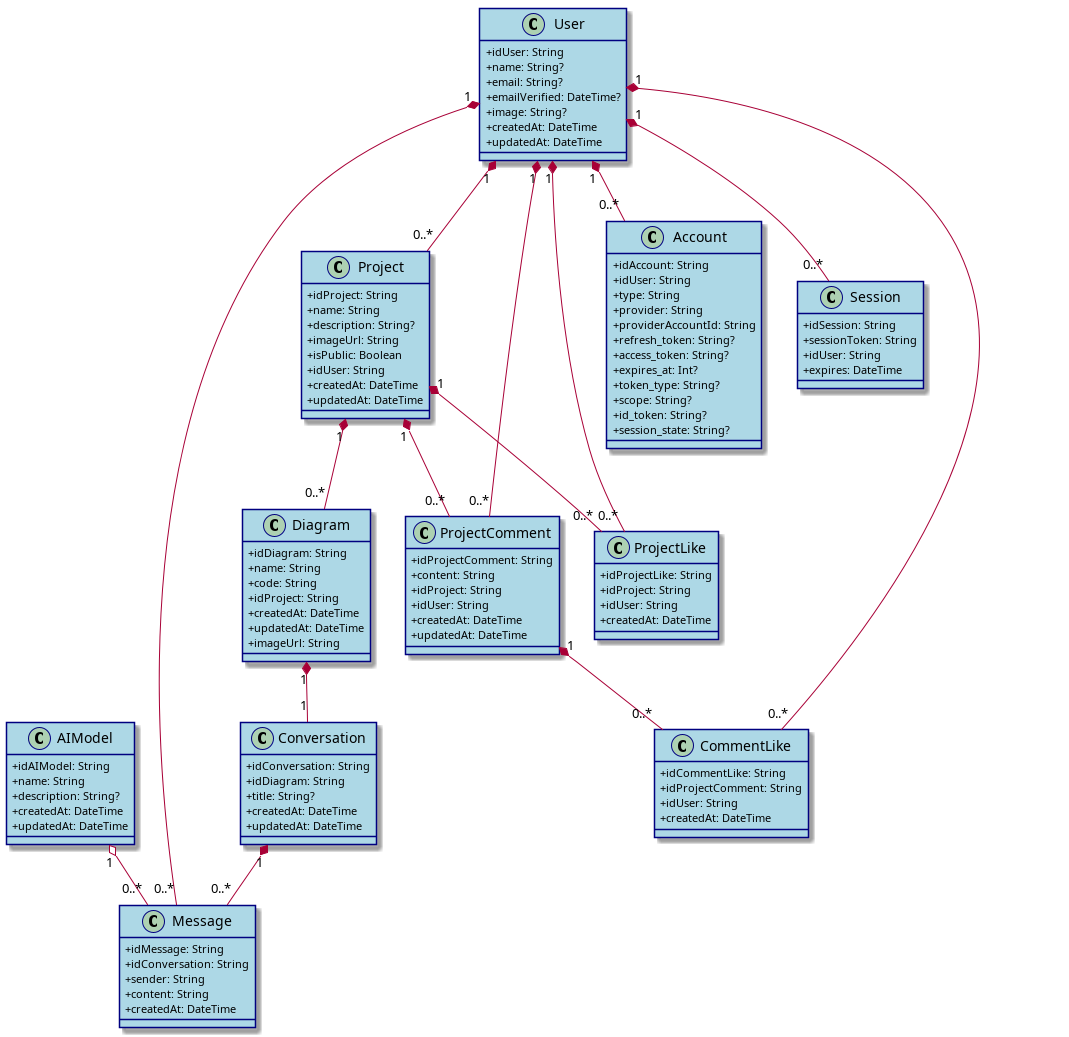 C User
+idUser: String
+name: String?
+email: String?
+emailVerified: DateTime?
+image: String?
+createdAt: DateTime
+updatedAt: DateTime
1
1
1
1
1
1
1
0..*
0..*
0..*
C Account
+idAccount: String
+idUser: String
+type: String
+provider: String
+providerAccountId: String
+refresh_token: String?
+access_token: String?
+expires_at: Int?
+token_type: String?
+scope: String?
+id_token: String?
+session_state: String?
C Project
+idProject: String
+name: String
+description: String?
+imageUrl: String
+isPublic: Boolean
+idUser: String
+createdAt: DateTime
+updatedAt: DateTime
C Session
+idSession: String
+sessionToken: String
+idUser: String
+expires: DateTime
1
1
1
0..*
0..*
0..*
0..*
0..*
C Diagram
+idDiagram: String
+name: String
+code: String
+idProject: String
+createdAt: DateTime
+updatedAt: DateTime
+imageUrl: String
C ProjectComment
+idProjectComment: String
+content: String
+idProject: String
+idUser: String
+createdAt: DateTime
+updatedAt: DateTime
C ProjectLike
+idProjectLike: String
+idProject: String
+idUser: String
+createdAt: DateTime
1
1
1
0..*
0..*
C AIModel
+idAIModel: String
+name: String
+description: String?
+createdAt: DateTime
+updatedAt: DateTime
C Conversation
+idConversation: String
+idDiagram: String
+title: String?
+createdAt: DateTime
+updatedAt: DateTime
C CommentLike
+idCommentLike: String
+idProjectComment: String
+idUser: String
+createdAt: DateTime
1
1
0..*
0..*
0..*
C Message
+idMessage: String
+idConversation: String
+sender: String
+content: String
+createdAt: DateTime